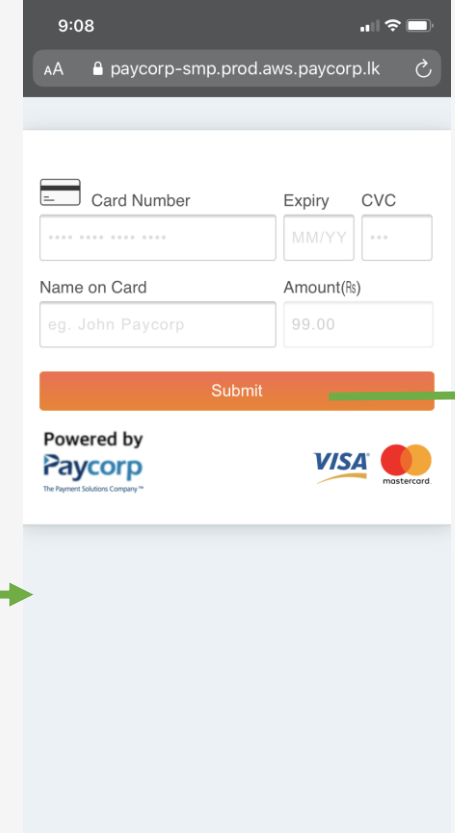 9:08
AA paycorp-smp.prod.aws.paycorp.lk
Card Number Expiry CVC
•••• •••• •••• •••• MM/YY •••
Name on Card Amount(₨)
eg. John Paycorp 99.00
Submit
Powered by
Paycorp
The Payment Solutions Company™
VISA mastercard